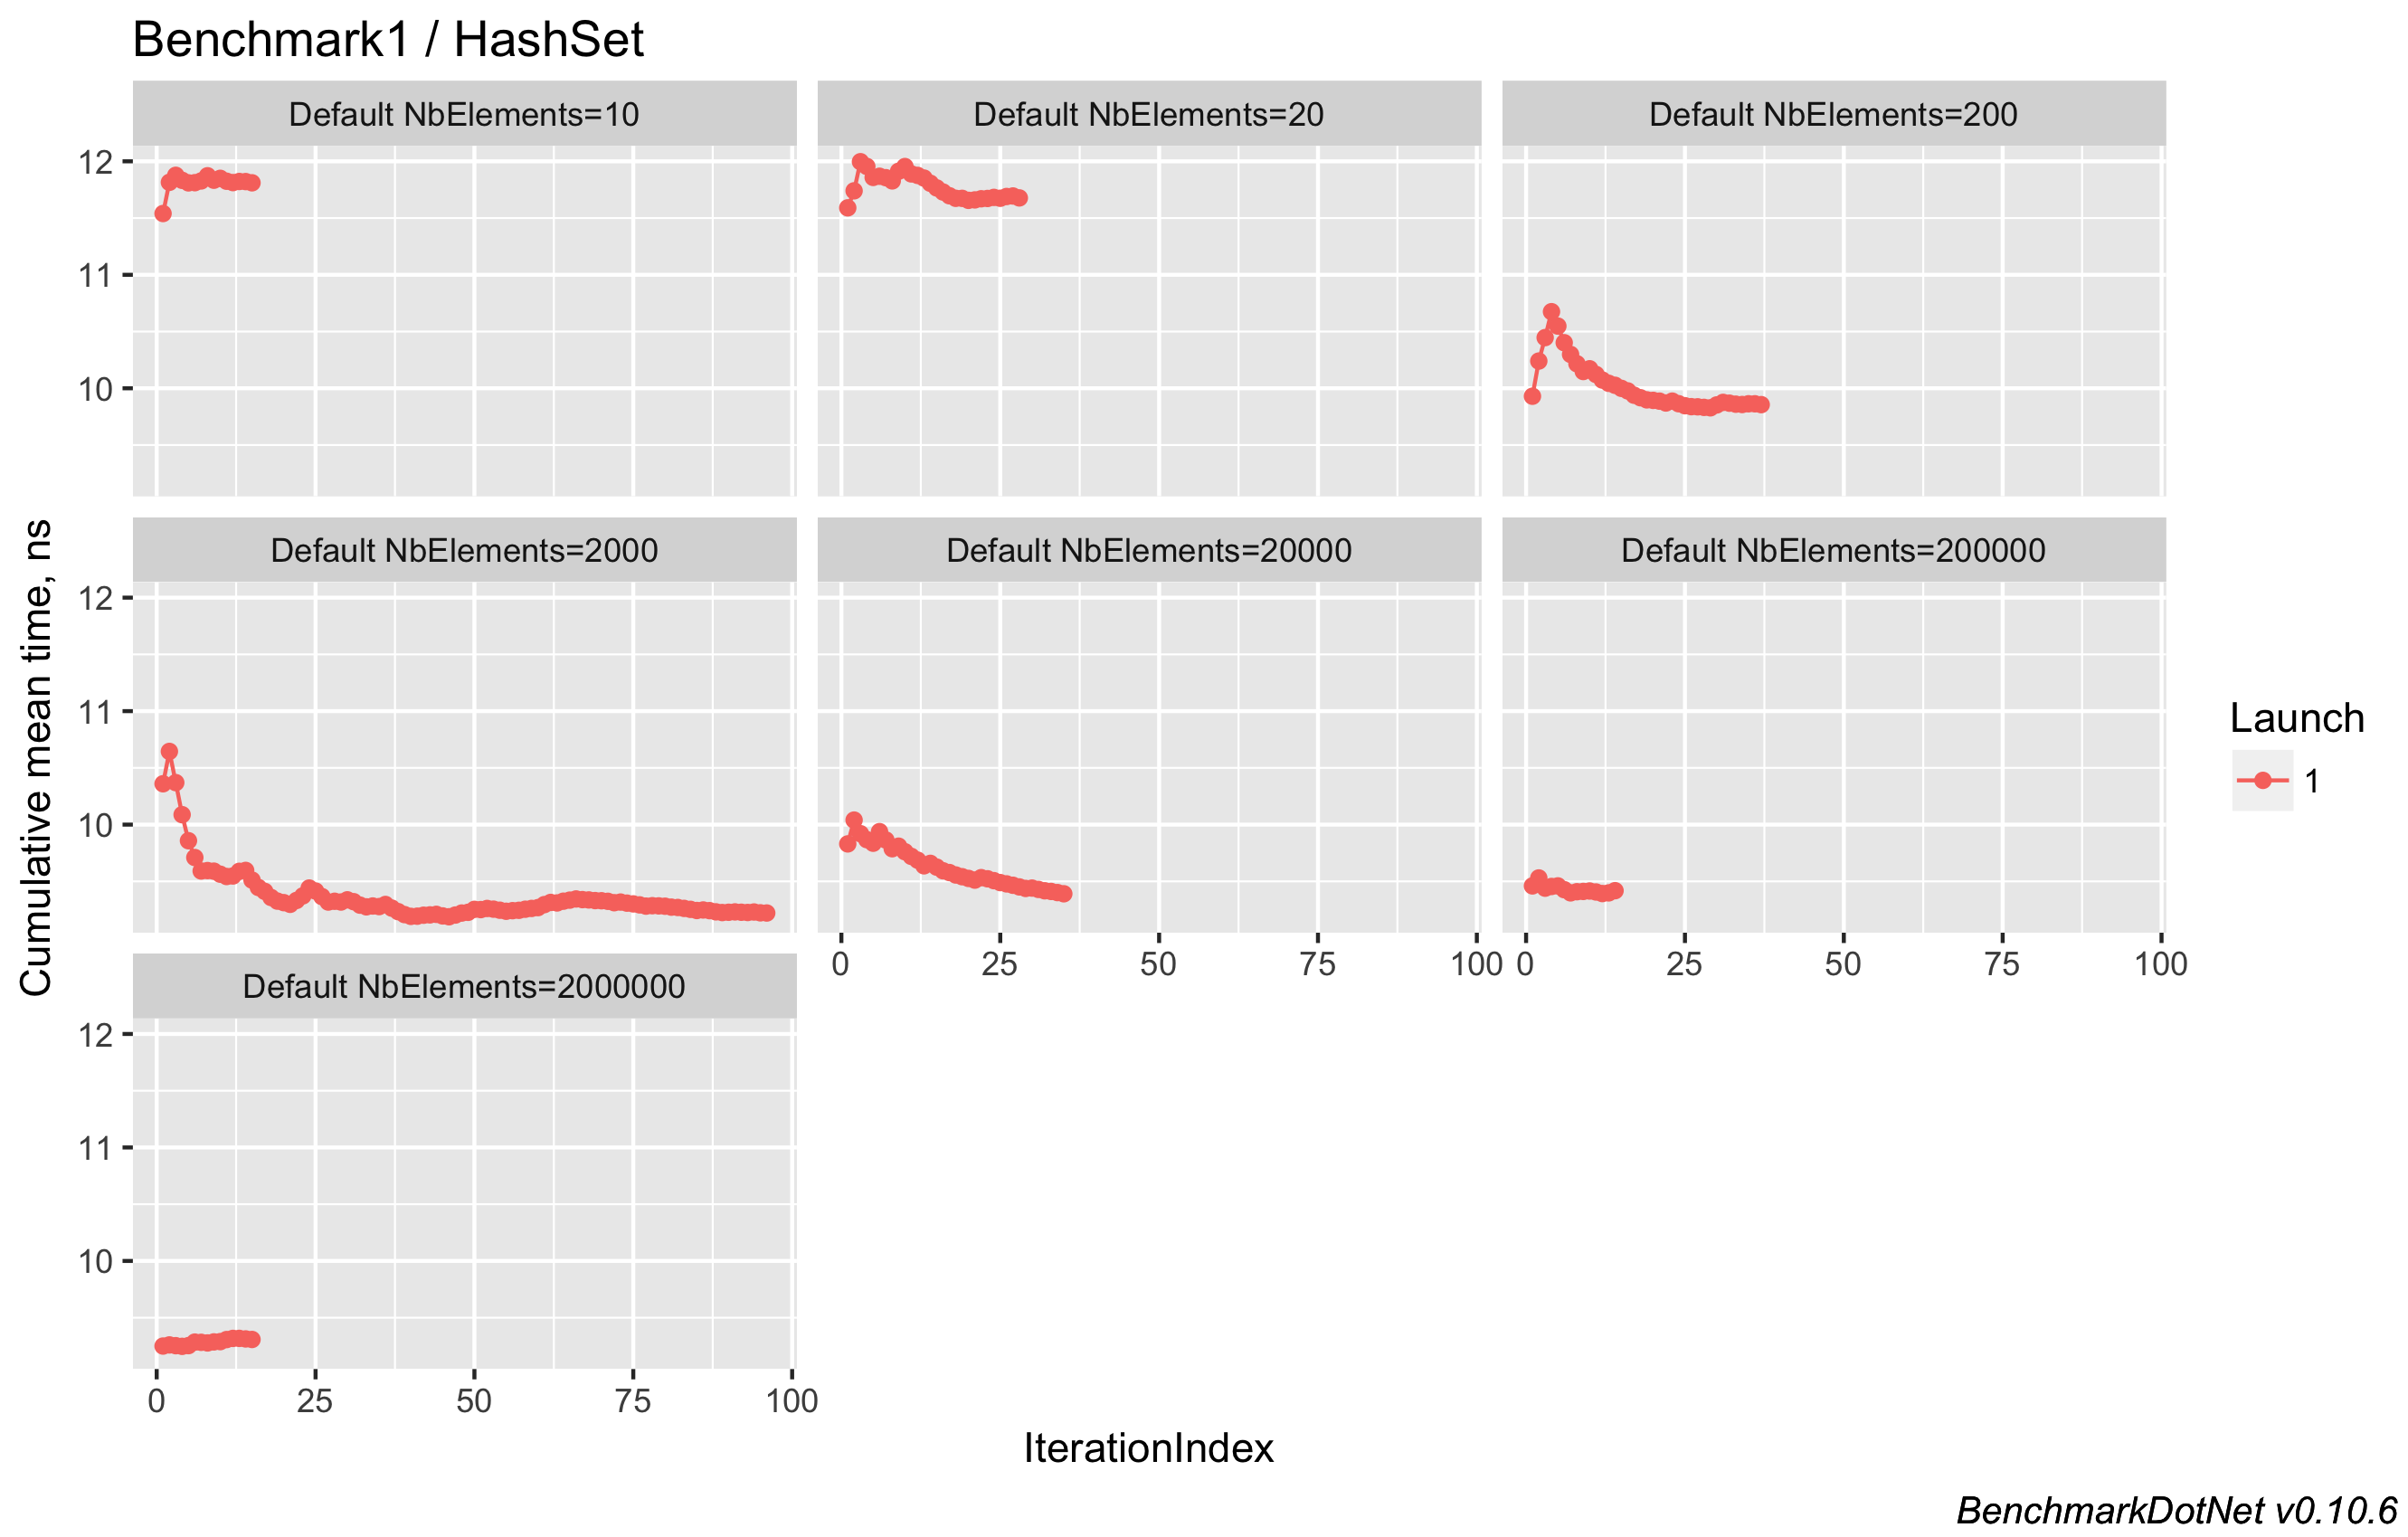 Benchmark1 / HashSet
Default NbElements=10
Default NbElements=20
Default NbElements=200
12
11
10
Default NbElements=2000
Default NbElements=20000
Default NbElements=200000
12
11
10
0 25 50 75 100
0 25 50 75 100
Default NbElements=2000000
12
11
10
0 25 50 75 100
Cumulative mean time, ns
IterationIndex
Launch
1
BenchmarkDotNet v0.10.6